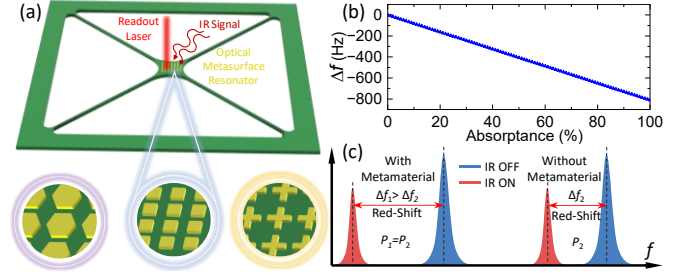 (a)
Readout
Laser
IR Signal
Optical
Metasurface
Resonator
(b)
Δf (Hz)
0
−200
−400
−600
−800
0 20 40 60 80 100
Absorptance (%)
(c)
With
Metamaterial
Δf₁> Δf₂
Red-Shift
P₁=P₂
IR OFF
IR ON
Without
Metamaterial
Δf₂
Red-Shift
P₂
f